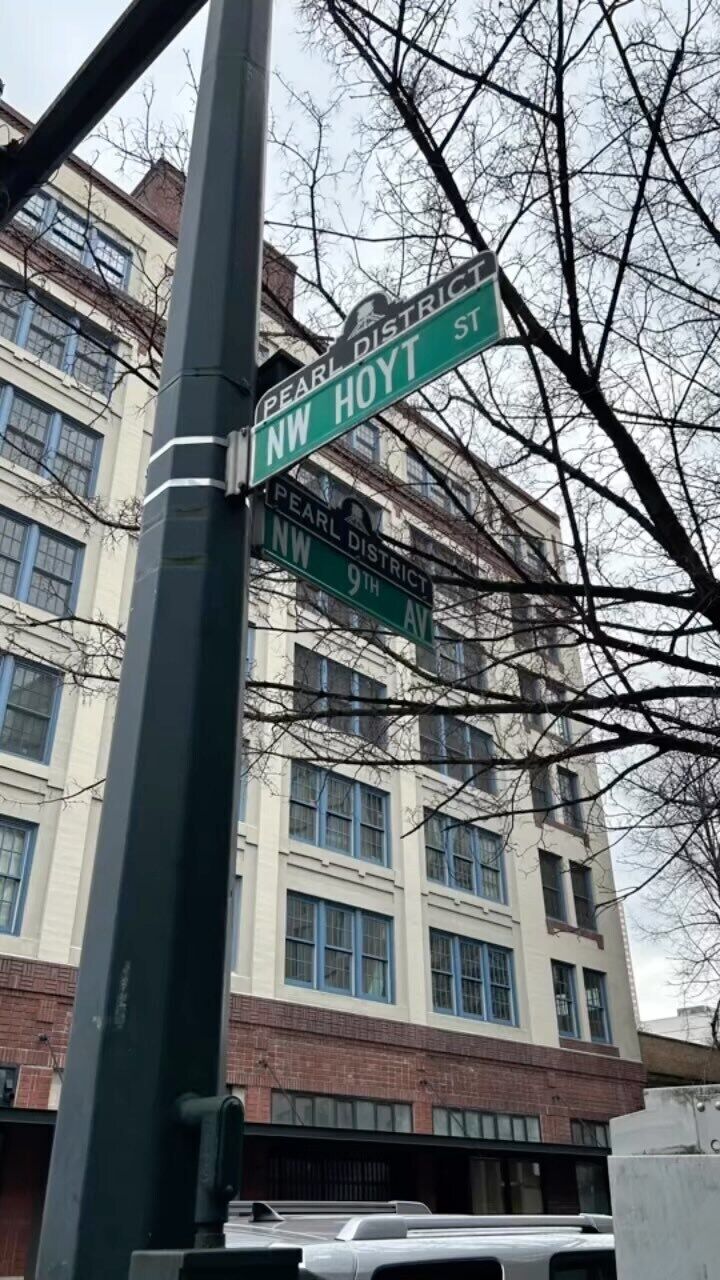 PEARL DISTRICT
NW HOYT ST
PEARL DISTRICT
NW 9TH AV